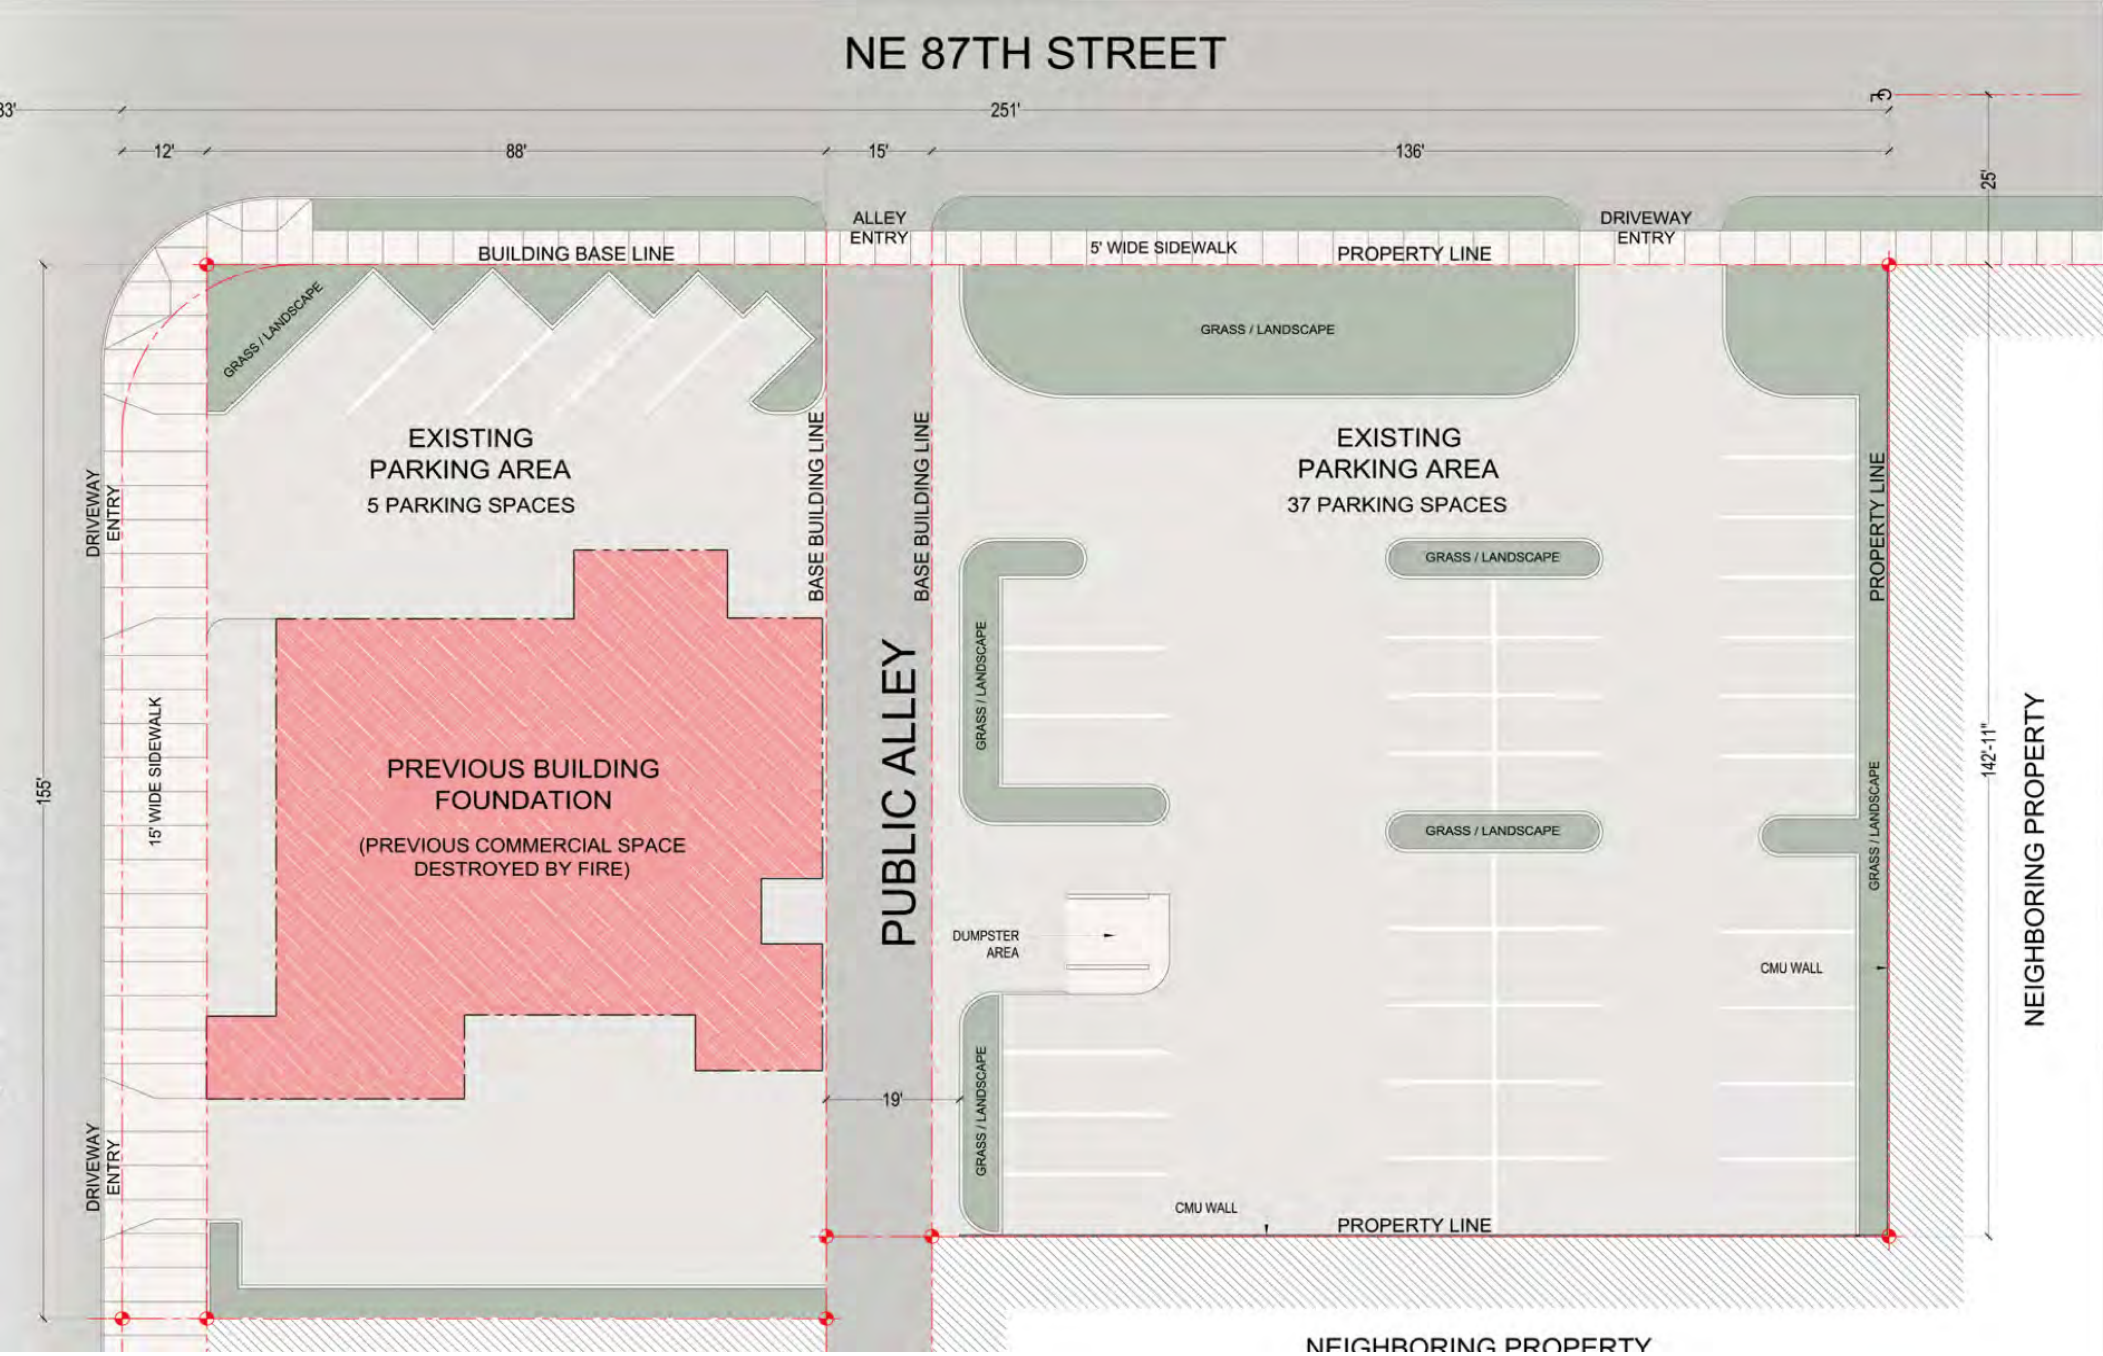 NE 87TH STREET
33'
251'
12'
88'
15'
136'
25'
ALLEY
ENTRY
DRIVEWAY
ENTRY
BUILDING BASE LINE
5' WIDE SIDEWALK
PROPERTY LINE
GRASS / LANDSCAPE
GRASS / LANDSCAPE
EXISTING
PARKING AREA
5 PARKING SPACES
EXISTING
PARKING AREA
37 PARKING SPACES
BASE BUILDING LINE
BASE BUILDING LINE
PROPERTY LINE
DRIVEWAY
ENTRY
GRASS / LANDSCAPE
GRASS / LANDSCAPE
PUBLIC ALLEY
155'
15' WIDE SIDEWALK
PREVIOUS BUILDING
FOUNDATION
(PREVIOUS COMMERCIAL SPACE
DESTROYED BY FIRE)
GRASS / LANDSCAPE
GRASS / LANDSCAPE
142'-11"
NEIGHBORING PROPERTY
DUMPSTER
AREA
CMU WALL
19'
GRASS / LANDSCAPE
DRIVEWAY
ENTRY
CMU WALL
PROPERTY LINE
NEIGHBORING PROPERTY